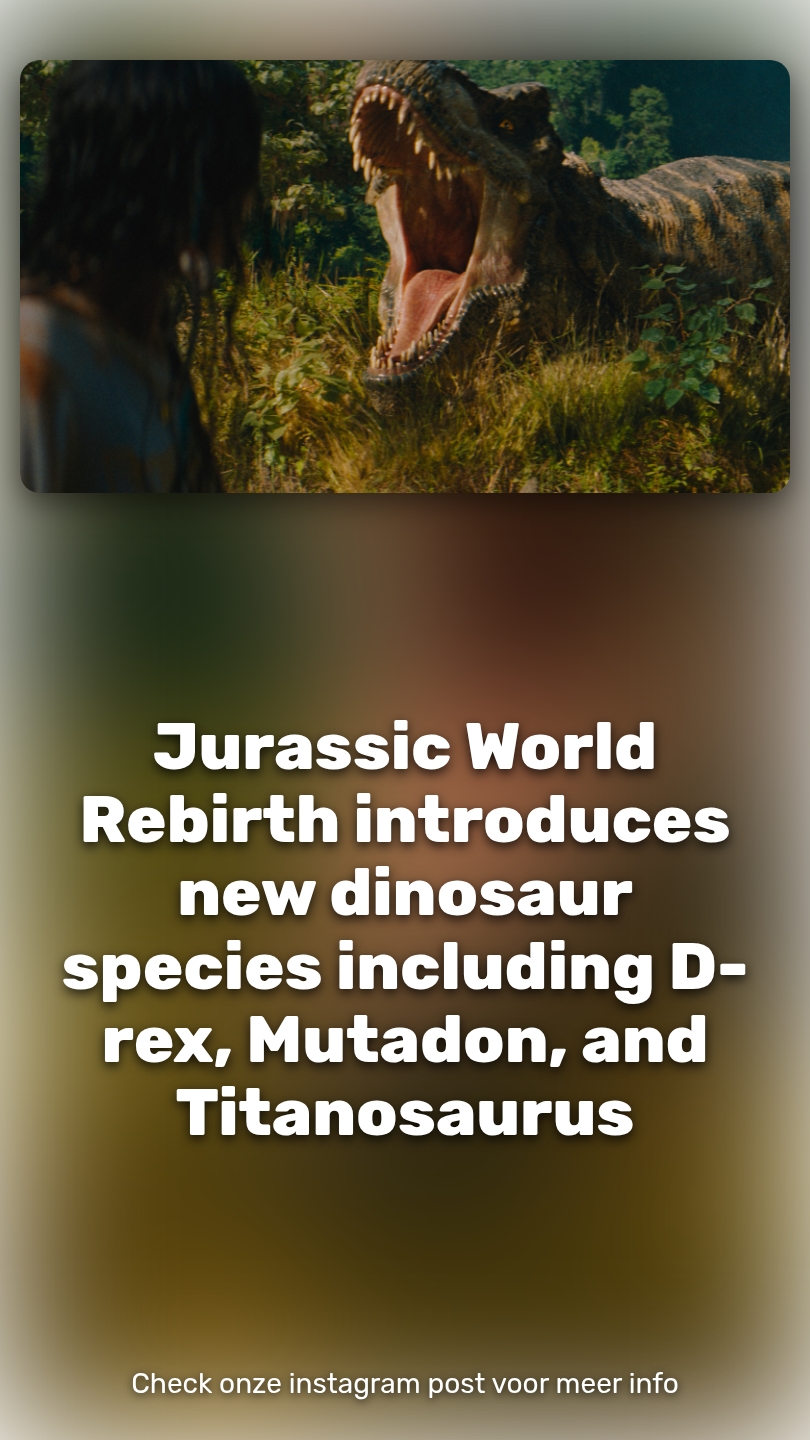 Jurassic World
Rebirth introduces
new dinosaur
species including D-
rex, Mutadon, and
Titanosaurus
Check onze instagram post voor meer info